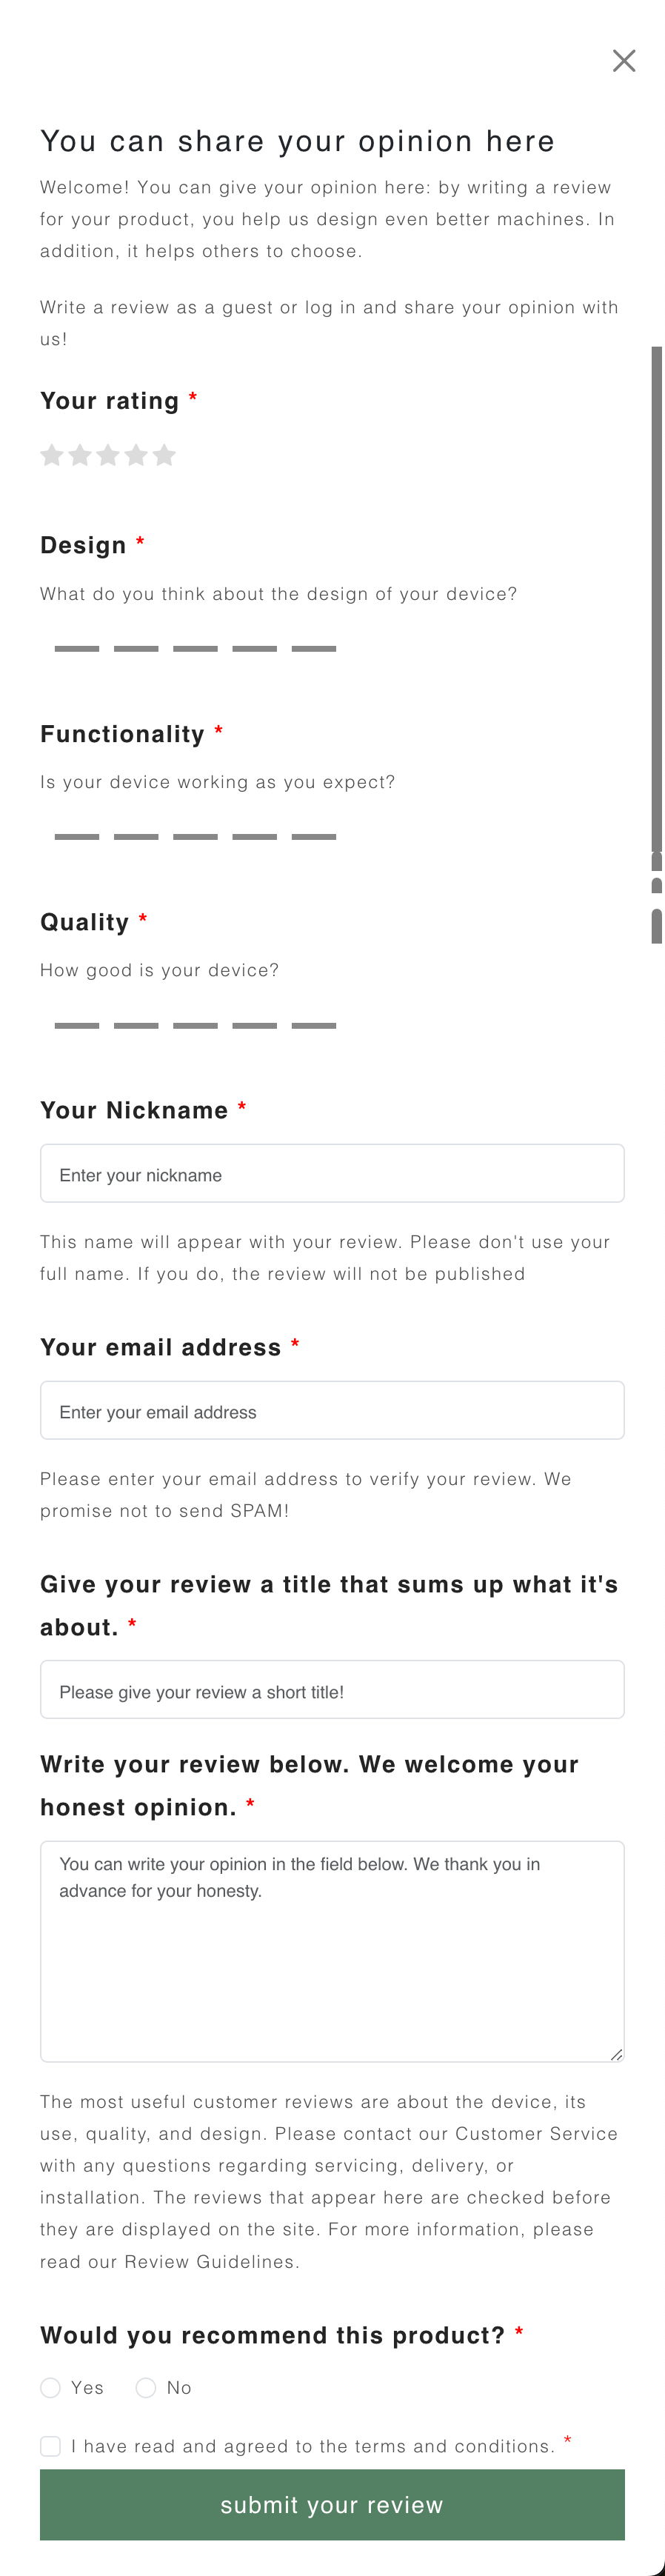 You can share your opinion here
Welcome! You can give your opinion here: by writing a review
for your product, you help us design even better machines. In
addition, it helps others to choose.
Write a review as a guest or log in and share your opinion with
us!
Your rating *
Design *
What do you think about the design of your device?
Functionality *
Is your device working as you expect?
Quality *
How good is your device?
Your Nickname *
Enter your nickname
This name will appear with your review. Please don't use your
full name. If you do, the review will not be published
Your email address *
Enter your email address
Please enter your email address to verify your review. We
promise not to send SPAM!
Give your review a title that sums up what it's
about. *
Please give your review a short title!
Write your review below. We welcome your
honest opinion. *
You can write your opinion in the field below. We thank you in
advance for your honesty.
The most useful customer reviews are about the device, its
use, quality, and design. Please contact our Customer Service
with any questions regarding servicing, delivery, or
installation. The reviews that appear here are checked before
they are displayed on the site. For more information, please
read our Review Guidelines.
Would you recommend this product? *
Yes No
I have read and agreed to the terms and conditions. *
submit your review